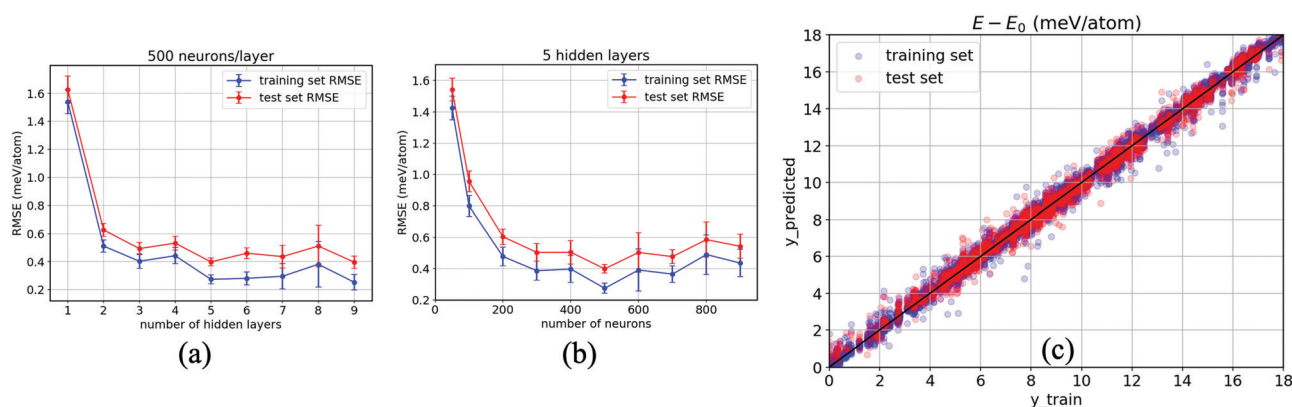 500 neurons/layer
training set RMSE
test set RMSE
RMSE (meV/atom)
1.6
1.4
1.2
1.0
0.8
0.6
0.4
0.2
1 2 3 4 5 6 7 8 9
number of hidden layers
(a)
5 hidden layers
training set RMSE
test set RMSE
RMSE (meV/atom)
1.6
1.4
1.2
1.0
0.8
0.6
0.4
0.2
0 200 400 600 800
number of neurons
(b)
E − E₀ (meV/atom)
training set
test set
y_predicted
18
16
14
12
10
8
6
4
2
0
0 2 4 6 8 10 12 14 16 18
y_train
(c)